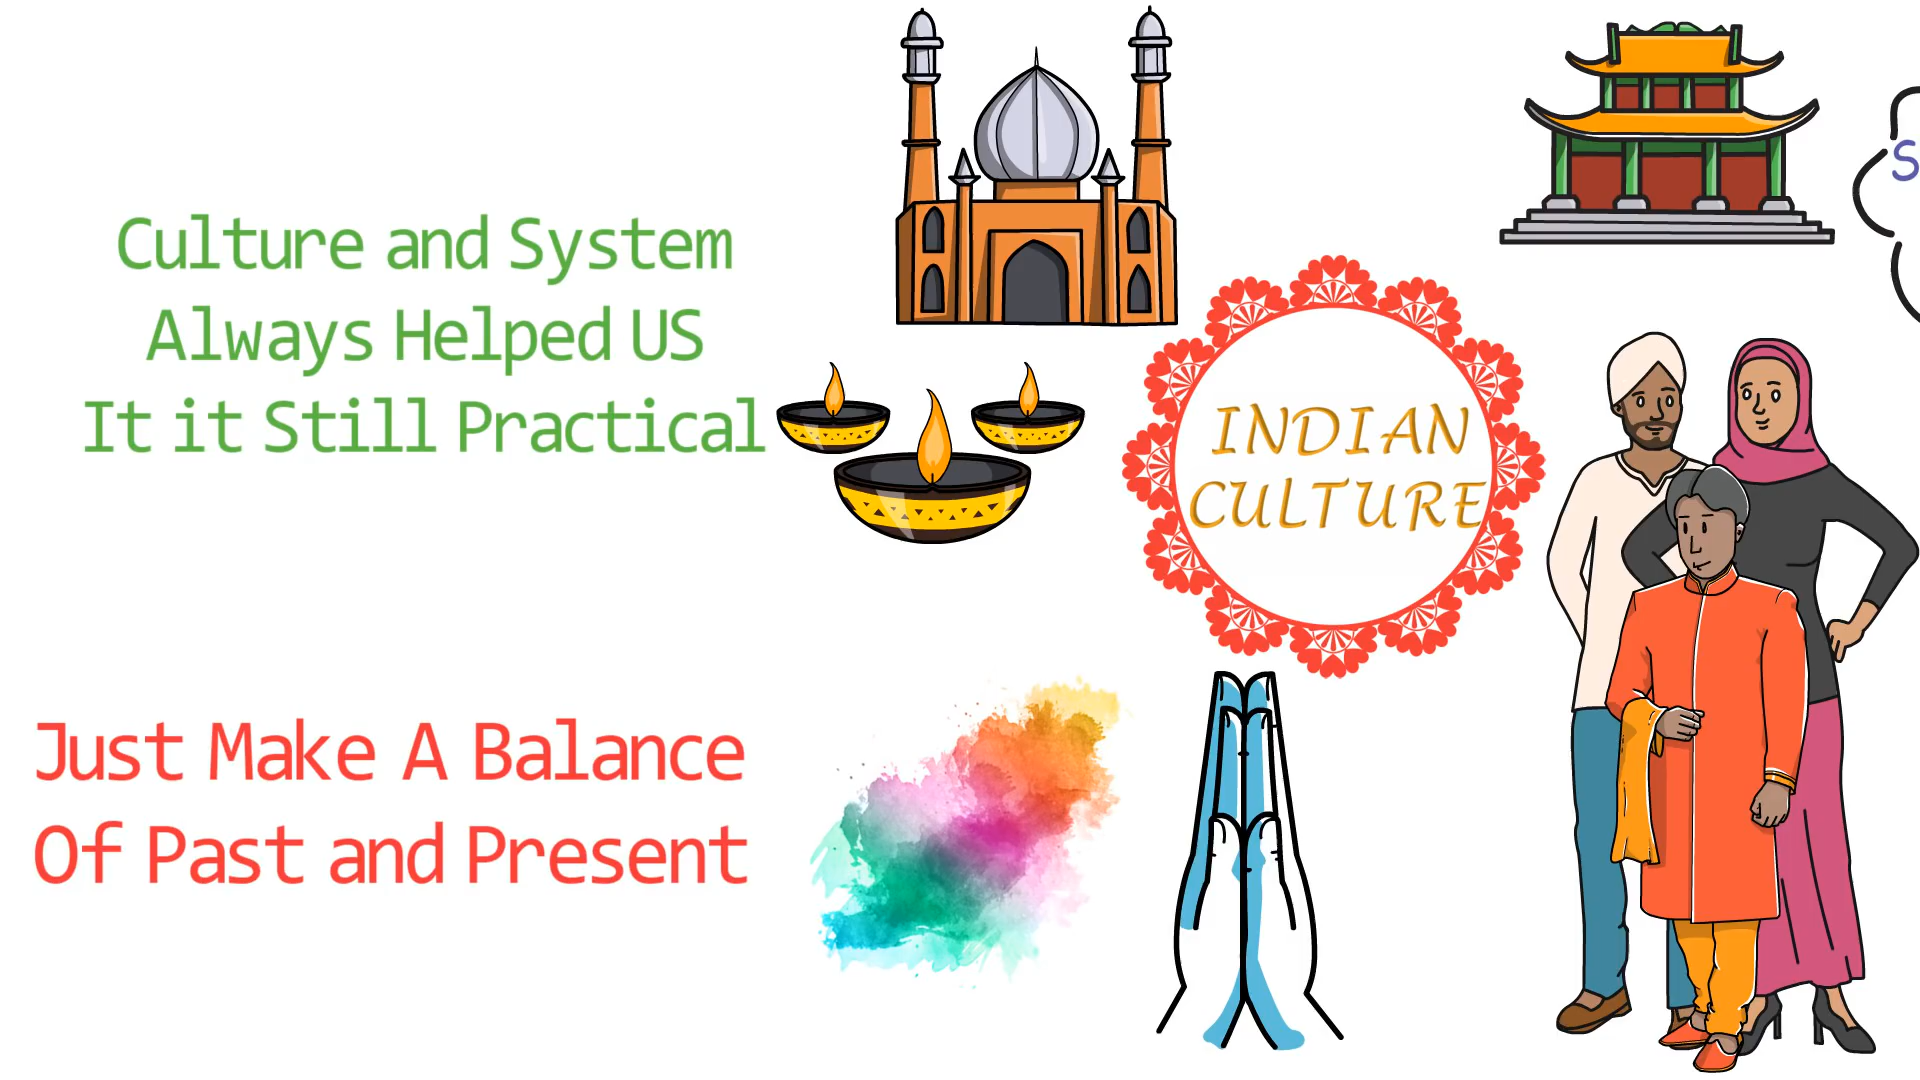 Culture and System
Always Helped US
It it Still Practical
INDIAN
CULTURE
Just Make A Balance
Of Past and Present